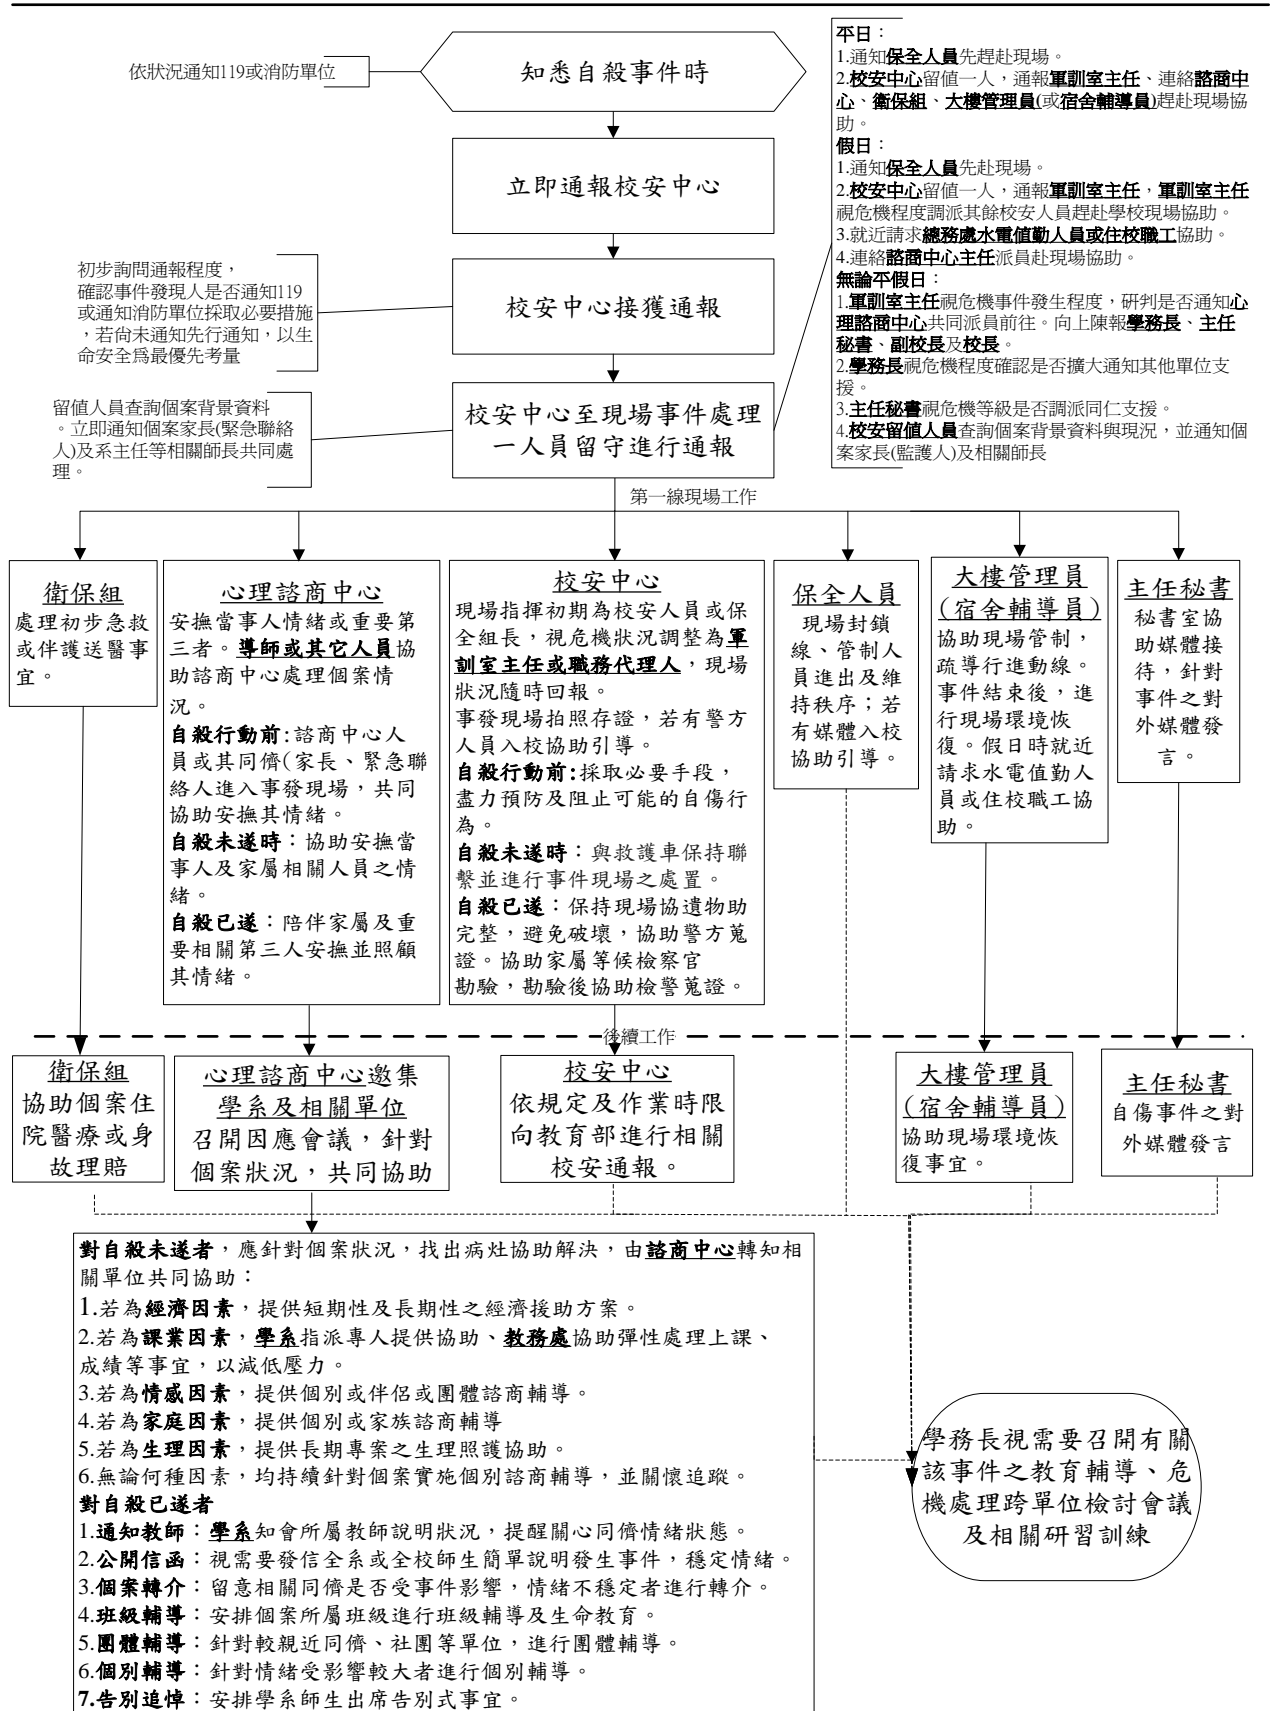 依狀況通知119或消防單位
知悉自殺事件時
平日：
1.通知保全人員先趕赴現場。
2.校安中心留值一人，通報軍訓室主任、連絡諮商中
心、衛保組、大樓管理員(或宿舍輔導員)趕赴現場協
助。
假日：
1.通知保全人員先赴現場。
2.校安中心留值一人，通報軍訓室主任，軍訓室主任
視危機程度調派其餘校安人員趕赴學校現場協助。
3.就近請求總務處水電值勤人員或住校職工協助。
4.連絡諮商中心主任派員赴現場協助。
無論平假日：
1.軍訓室主任視危機事件發生程度，研判是否通知心
理諮商中心共同派員前往。向上陳報學務長、主任
秘書、副校長及校長。
2.學務長視危機程度確認是否擴大通知其他單位支
援。
3.主任秘書視危機等級是否調派同仁支援。
4.校安留值人員查詢個案背景資料與現況，並通知個
案家長(監護人)及相關師長
立即通報校安中心
初步詢問通報程度，
確認事件發現人是否通知119
或通知消防單位採取必要措施
，若尚未通知先行通知，以生
命安全爲最優先考量
校安中心接獲通報
留值人員查詢個案背景資料
。立即通知個案家長(緊急聯絡
人)及系主任等相關師長共同處
理。
校安中心至現場事件處理
一人員留守進行通報
第一線現場工作
衛保組
處理初步急救
或伴護送醫事
宜。
心理諮商中心
安撫當事人情緒或重要第
三者。導師或其它人員協
助諮商中心處理個案情
況。
自殺行動前:諮商中心人
員或其同儕(家長、緊急聯
絡人進入事發現場，共同
協助安撫其情緒。
自殺未遂時：協助安撫當
事人及家屬相關人員之情
緒。
自殺已遂：陪伴家屬及重
要相關第三人安撫並照顧
其情緒。
校安中心
現場指揮初期為校安人員或保
全組長，視危機狀況調整為軍
訓室主任或職務代理人，現場
狀況隨時回報。
事發現場拍照存證，若有警方
人員入校協助引導。
自殺行動前:採取必要手段，
盡力預防及阻止可能的自傷行
為。
自殺未遂時：與救護車保持聯
繫並進行事件現場之處置。
自殺已遂：保持現場協遺物助
完整，避免破壞，協助警方蒐
證。協助家屬等候檢察官
勘驗，勘驗後協助檢警蒐證。
保全人員
現場封鎖
線、管制人
員進出及維
持秩序；若
有媒體入校
協助引導。
大樓管理員
(宿舍輔導員)
協助現場管制，
疏導行進動線。
事件結束後，進
行現場環境恢
復。假日時就近
請求水電值勤人
員或住校職工協
助。
主任秘書
秘書室協
助媒體接
待，針對
事件之對
外媒體發
言。
後續工作
衛保組
協助個案住
院醫療或身
故理賠
心理諮商中心邀集
學系及相關單位
召開因應會議，針對
個案狀況，共同協助
校安中心
依規定及作業時限
向教育部進行相關
校安通報。
大樓管理員
(宿舍輔導員)
協助現場環境恢
復事宜。
主任秘書
自傷事件之對
外媒體發言
對自殺未遂者，應針對個案狀況，找出病灶協助解決，由諮商中心轉知相
關單位共同協助：
1.若為經濟因素，提供短期性及長期性之經濟援助方案。
2.若為課業因素，學系指派專人提供協助、教務處協助彈性處理上課、
成績等事宜，以減低壓力。
3.若為情感因素，提供個別或伴侶或團體諮商輔導。
4.若為家庭因素，提供個別或家族諮商輔導
5.若為生理因素，提供長期專案之生理照護協助。
6.無論何種因素，均持續針對個案實施個別諮商輔導，並關懷追蹤。
對自殺已遂者
1.通知教師：學系知會所屬教師說明狀況，提醒關心同儕情緒狀態。
2.公開信函：視需要發信全系或全校師生簡單說明發生事件，穩定情緒。
3.個案轉介：留意相關同儕是否受事件影響，情緒不穩定者進行轉介。
4.班級輔導：安排個案所屬班級進行班級輔導及生命教育。
5.團體輔導：針對較親近同儕、社團等單位，進行團體輔導。
6.個別輔導：針對情緒受影響較大者進行個別輔導。
7.告別追悼：安排學系師生出席告別式事宜。
學務長視需要召開有關
該事件之教育輔導、危
機處理跨單位檢討會議
及相關研習訓練